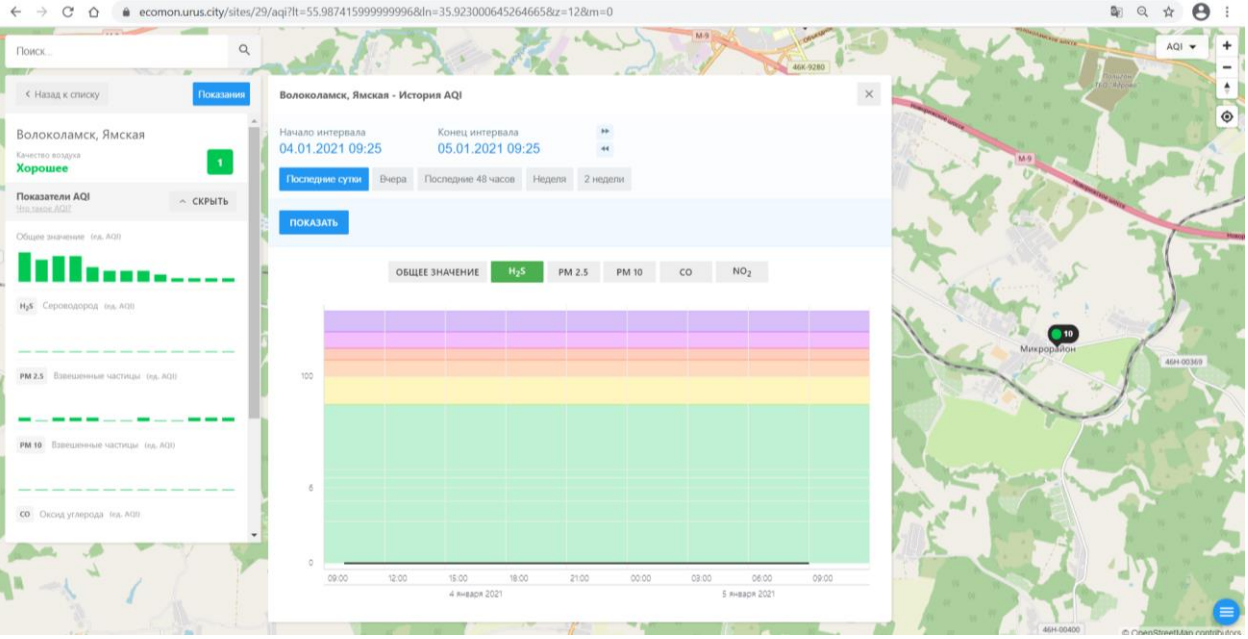 ecomon.urus.city/sites/29/aqi?lt=55.987415999999996&ln=35.923000645264665&z=12&m=0
Поиск...
М-9
46К-9280
AQI
Назад к списку
Показания
Волоколамск, Ямская - История AQI
Волоколамск, Ямская
Качество воздуха
Хорошее
1
Начало интервала
Конец интервала
04.01.2021 09:25
05.01.2021 09:25
Последние сутки
Вчера
Последние 48 часов
Неделя
2 недели
Показатели AQI
Что такое AQI?
СКРЫТЬ
ПОКАЗАТЬ
Общее значение (ед. AQI)
ОБЩЕЕ ЗНАЧЕНИЕ
H₂S
PM 2.5
PM 10
CO
NO₂
H₂S Сероводород (ед. AQI)
PM 2.5 Взвешенные частицы (ед. AQI)
PM 10 Взвешенные частицы (ед. AQI)
CO Оксид углерода (ед. AQI)
100
6
0
09:00
12:00
15:00
18:00
21:00
00:00
03:00
06:00
09:00
4 января 2021
5 января 2021
М-9
10
Микрорайон
46Н-00369
46Н-00400
© OpenStreetMap contributors